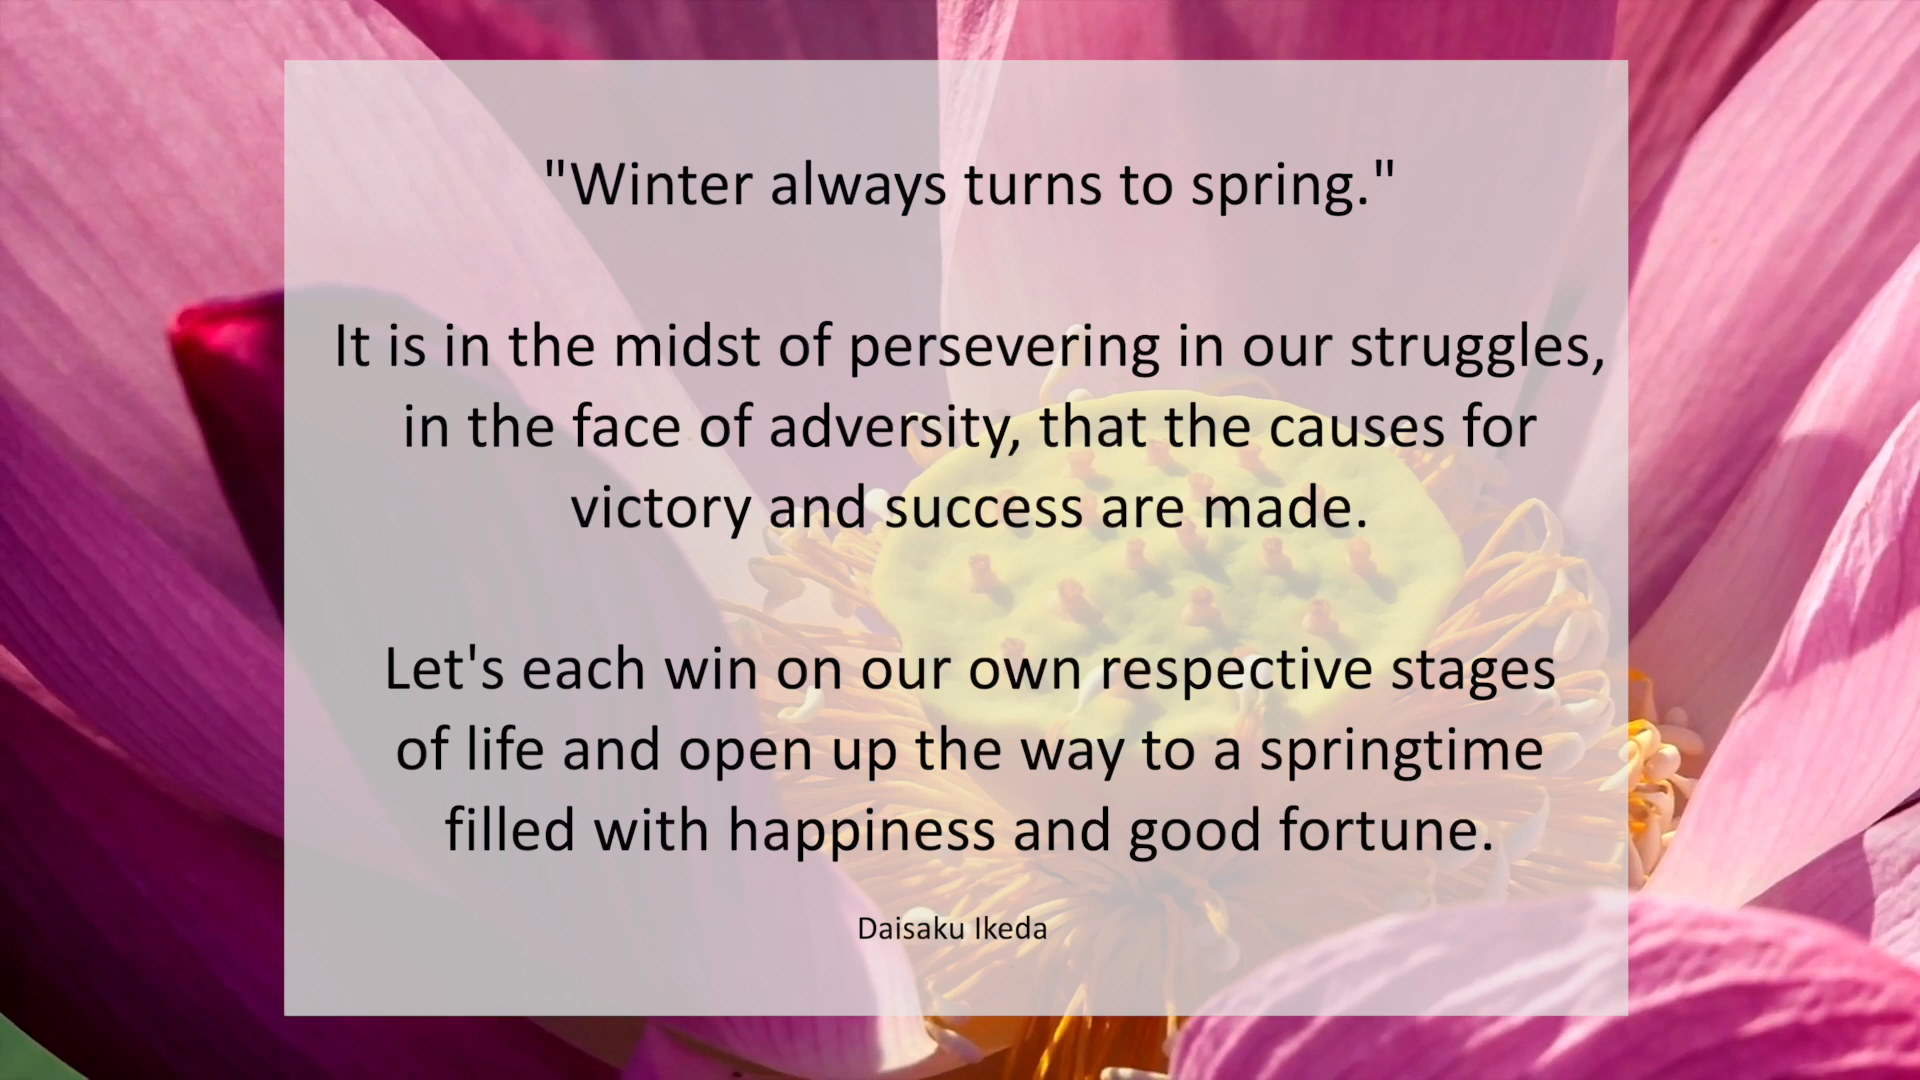 "Winter always turns to spring."
It is in the midst of persevering in our struggles,
in the face of adversity, that the causes for
victory and success are made.
Let's each win on our own respective stages
of life and open up the way to a springtime
filled with happiness and good fortune.
Daisaku Ikeda